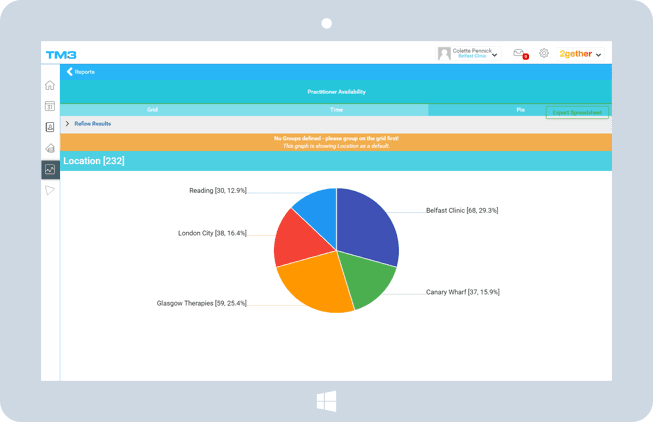 TM3
Colette Pennick
Belfast Clinic
2gether
Reports
Practitioner Availability
Grid
Time
Pie
Export Spreadsheet
Refine Results
No Groups defined - please group on the grid first!
This graph is showing Location as a default.
Location [232]
Reading [30, 12.9%]
Belfast Clinic [68, 29.3%]
London City [38, 16.4%]
Canary Wharf [37, 15.9%]
Glasgow Therapies [59, 25.4%]